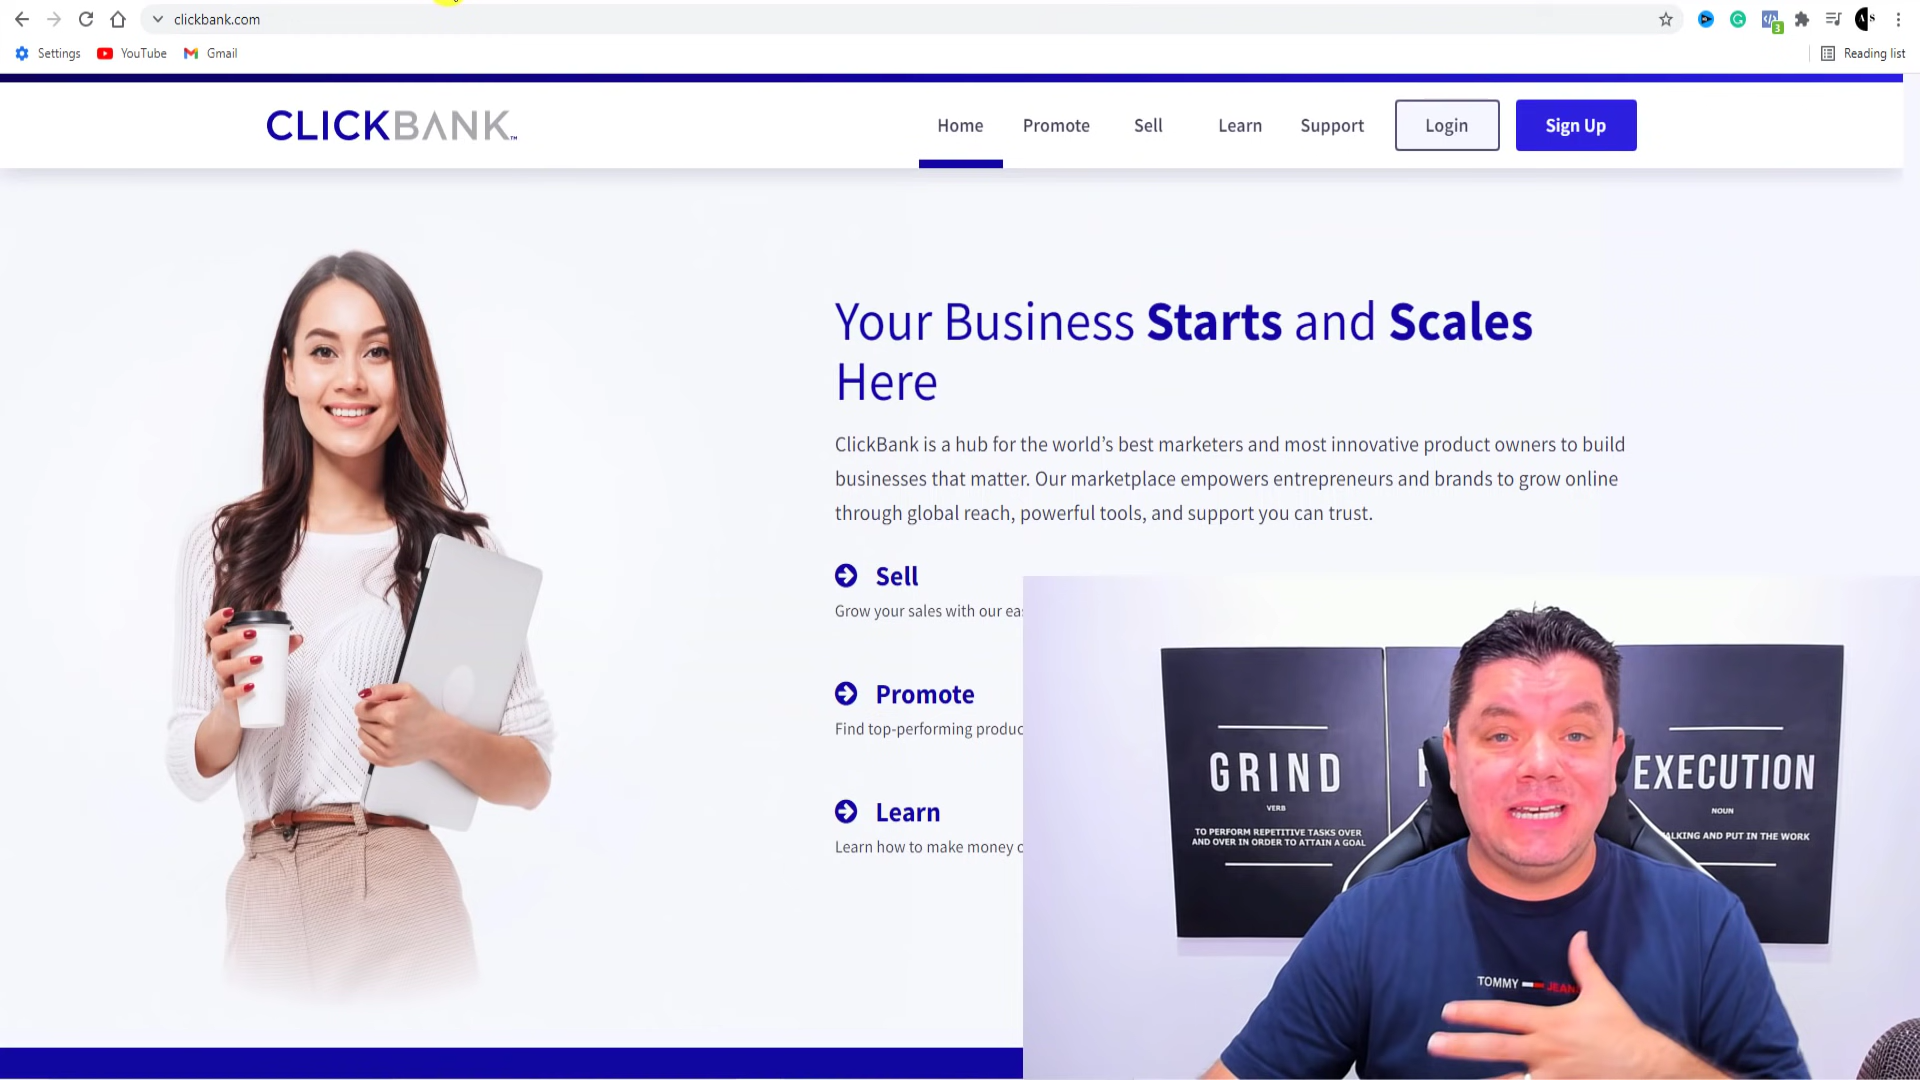 clickbank.com
Settings
YouTube
Gmail
Reading list
3
CLICKBANK™
Home
Promote
Sell
Learn
Support
Login
Sign Up
Your Business Starts and Scales
Here
ClickBank is a hub for the world's best marketers and most innovative product owners to build
businesses that matter. Our marketplace empowers entrepreneurs and brands to grow online
through global reach, powerful tools, and support you can trust.
Sell
Grow your sales with our
Promote
Find top-performing
Learn
Learn how to make money
GRIND
VERB
TO PERFORM REPETITIVE TASKS OVER
AND OVER IN ORDER TO ATTAIN A GOAL
EXECUTION
NOUN
AND PUT IN THE WORK
TOMMY JEANS